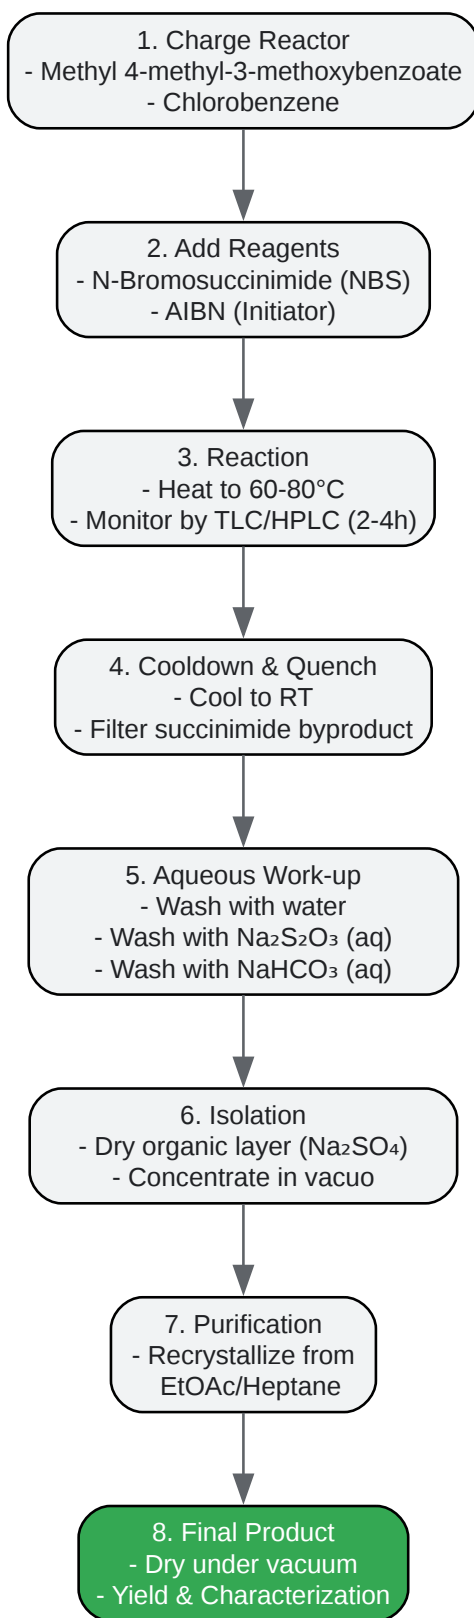 1. Charge Reactor
- Methyl 4-methyl-3-methoxybenzoate
- Chlorobenzene
2. Add Reagents
- N-Bromosuccinimide (NBS)
- AIBN (Initiator)
3. Reaction
- Heat to 60-80°C
- Monitor by TLC/HPLC (2-4h)
4. Cooldown & Quench
- Cool to RT
- Filter succinimide byproduct
5. Aqueous Work-up
- Wash with water
- Wash with Na₂S₂O₃ (aq)
- Wash with NaHCO₃ (aq)
6. Isolation
- Dry organic layer (Na₂SO₄)
- Concentrate in vacuo
7. Purification
- Recrystallize from
EtOAc/Heptane
8. Final Product
- Dry under vacuum
- Yield & Characterization